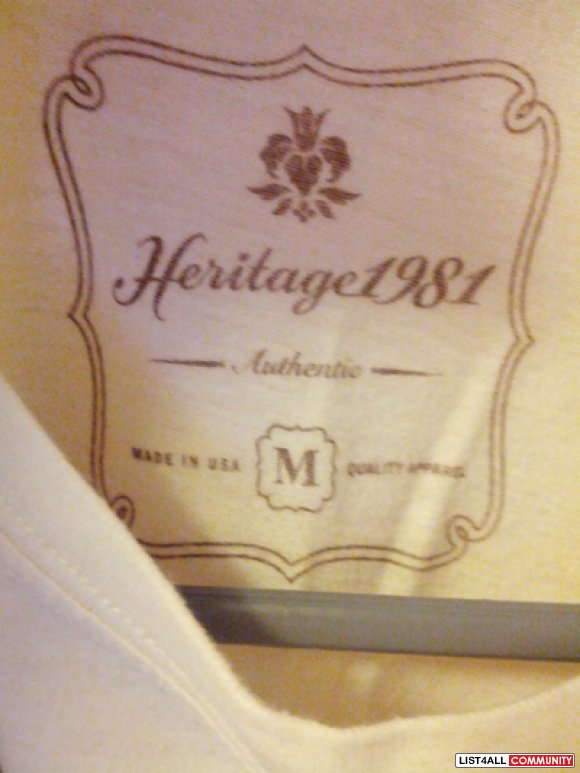 Heritage1981
Authentic
MADE IN USA M QUALITY APPAREL
LIST4ALL COMMUNITY